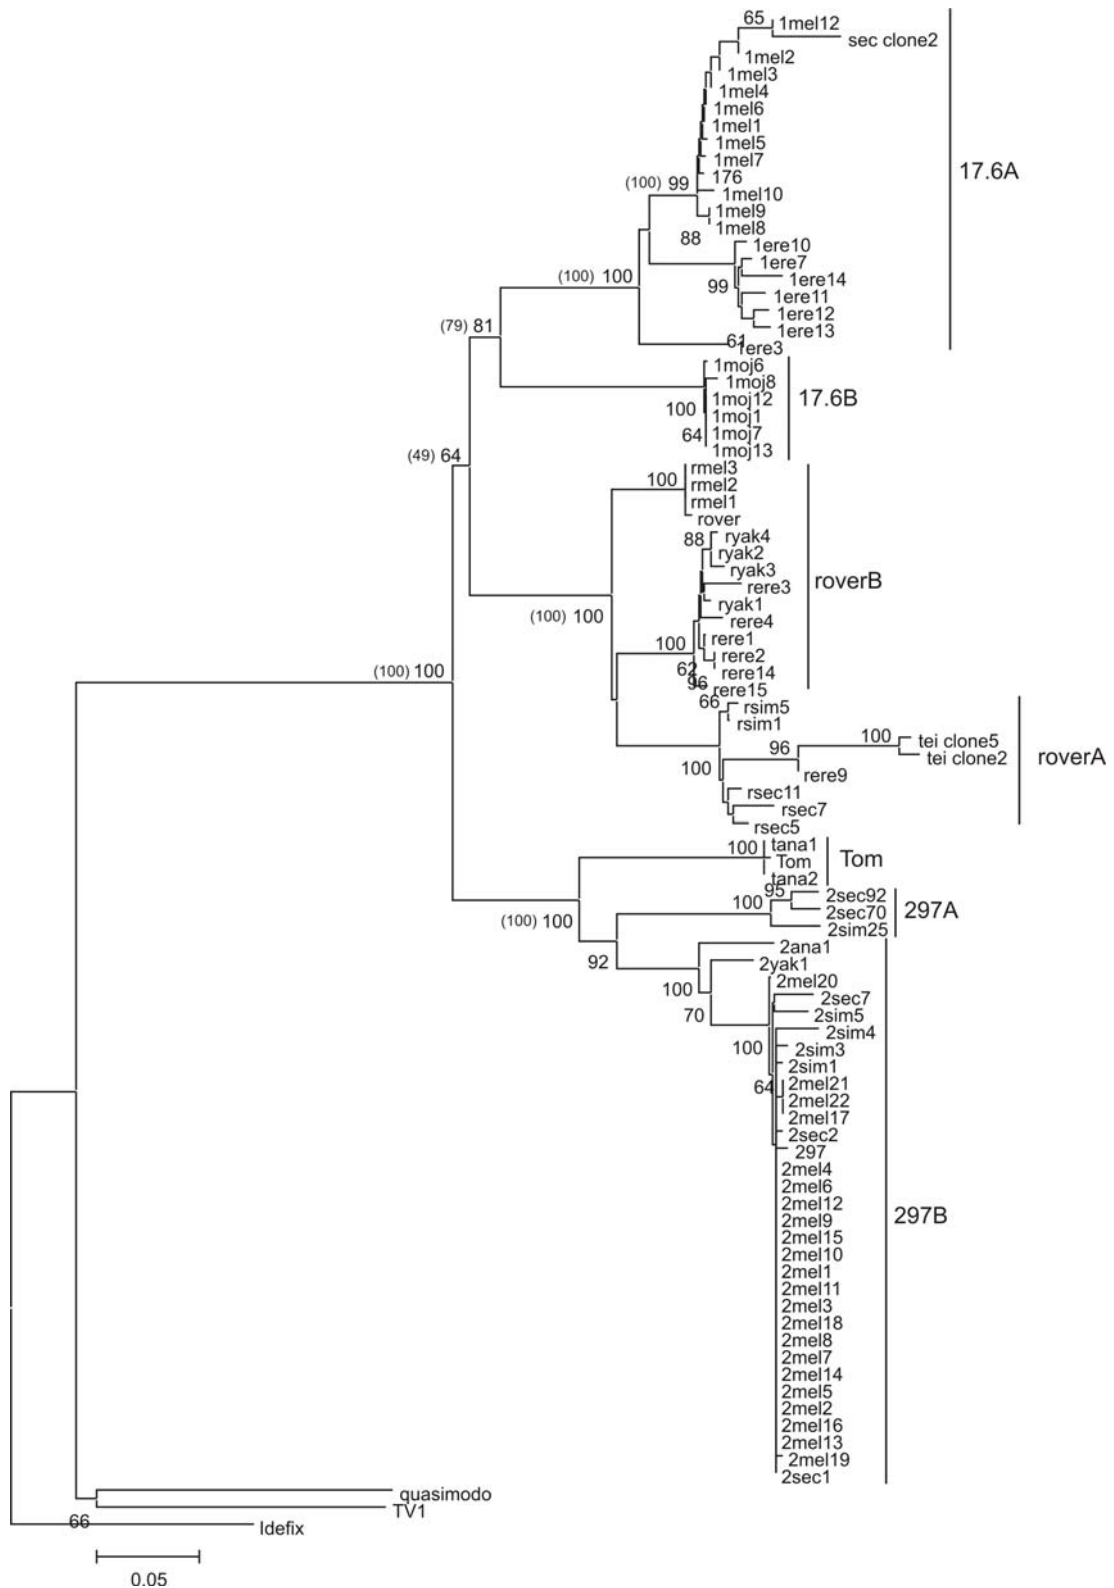 65 1mel12
sec clone2
1mel2
1mel3
1mel4
1mel6
1mel1
1mel5
1mel7
17.6A
176
(100) 99
1mel10
1mel9
1mel8
88
1ere10
1ere7
(100) 100
99
1ere14
1ere11
1ere12
1ere13
(79) 81
61
1ere3
1moj6
1moj8
1moj12
17.6B
100
1moj1
64 1moj7
1moj13
(49) 64
rmel3
100 rmel2
rmel1
rover
88 ryak4
ryak2
ryak3
roverB
rere3
ryak1
(100) 100
rere4
100 rere1
rere2
62
(100) 100
rere14
96 rere15
66 rsim5
rsim1
100 tei clone5
96 tei clone2
roverA
100 rere9
rsec11
rsec7
rsec5
100 tana1
Tom
Tom
tana2
95 2sec92
100 2sec70
297A
(100) 100
2sim25
2ana1
92 2yak1
2mel20
100
2sec7
70 2sim5
2sim4
100 2sim3
2sim1
64 2mel21
2mel22
2mel17
2sec2
297
2mel4
2mel6
2mel12
297B
2mel9
2mel15
2mel10
2mel1
2mel11
2mel3
2mel18
2mel8
2mel7
2mel14
2mel5
2mel2
2mel16
2mel13
2mel19
2sec1
quasimodo
TV1
66
Idefix
0.05